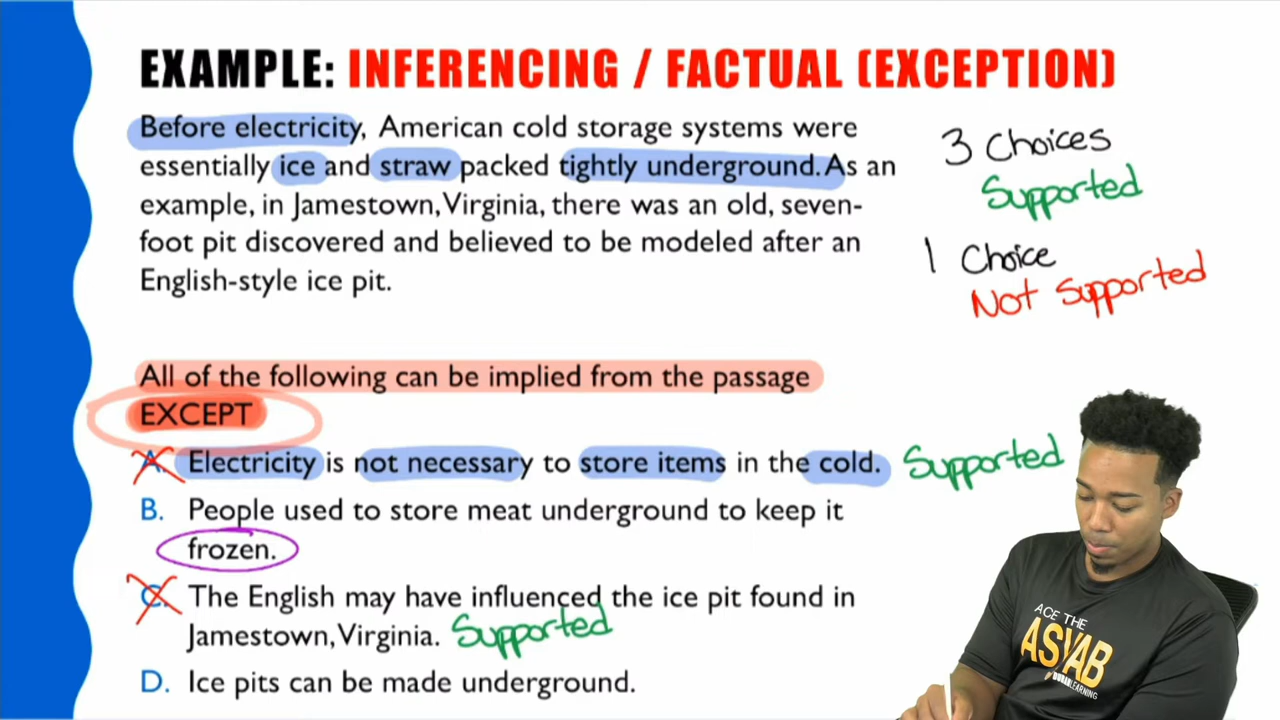 EXAMPLE: INFERENCING / FACTUAL (EXCEPTION)
Before electricity, American cold storage systems were
essentially ice and straw packed tightly underground. As an
example, in Jamestown, Virginia, there was an old, seven-
foot pit discovered and believed to be modeled after an
English-style ice pit.
3 Choices
Supported
1 Choice
Not Supported
All of the following can be implied from the passage
EXCEPT
A. Electricity is not necessary to store items in the cold.
Supported
B. People used to store meat underground to keep it
frozen.
C. The English may have influenced the ice pit found in
Jamestown, Virginia.
Supported
D. Ice pits can be made underground.
ACE THE
ASVAB
LEARNING